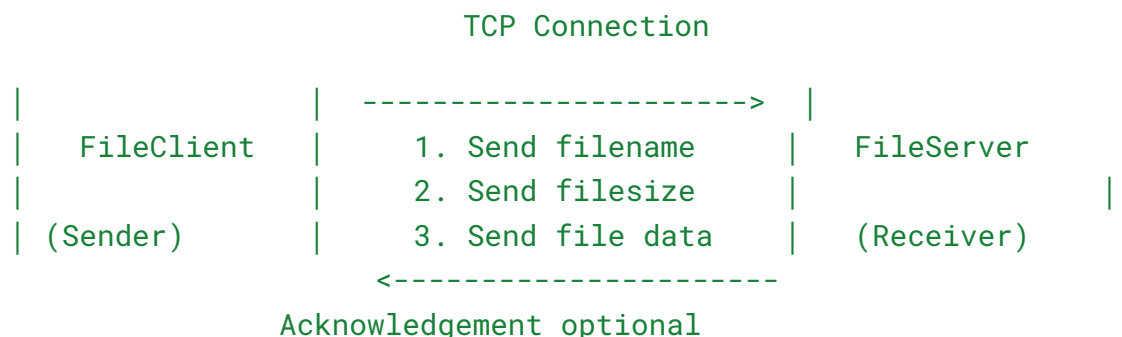 TCP Connection
|                |  ---------------------->  |
|   FileClient   |     1. Send filename     |   FileServer
|                |     2. Send filesize     |                 |
| (Sender)       |     3. Send file data    |   (Receiver)
<----------------------
Acknowledgement optional